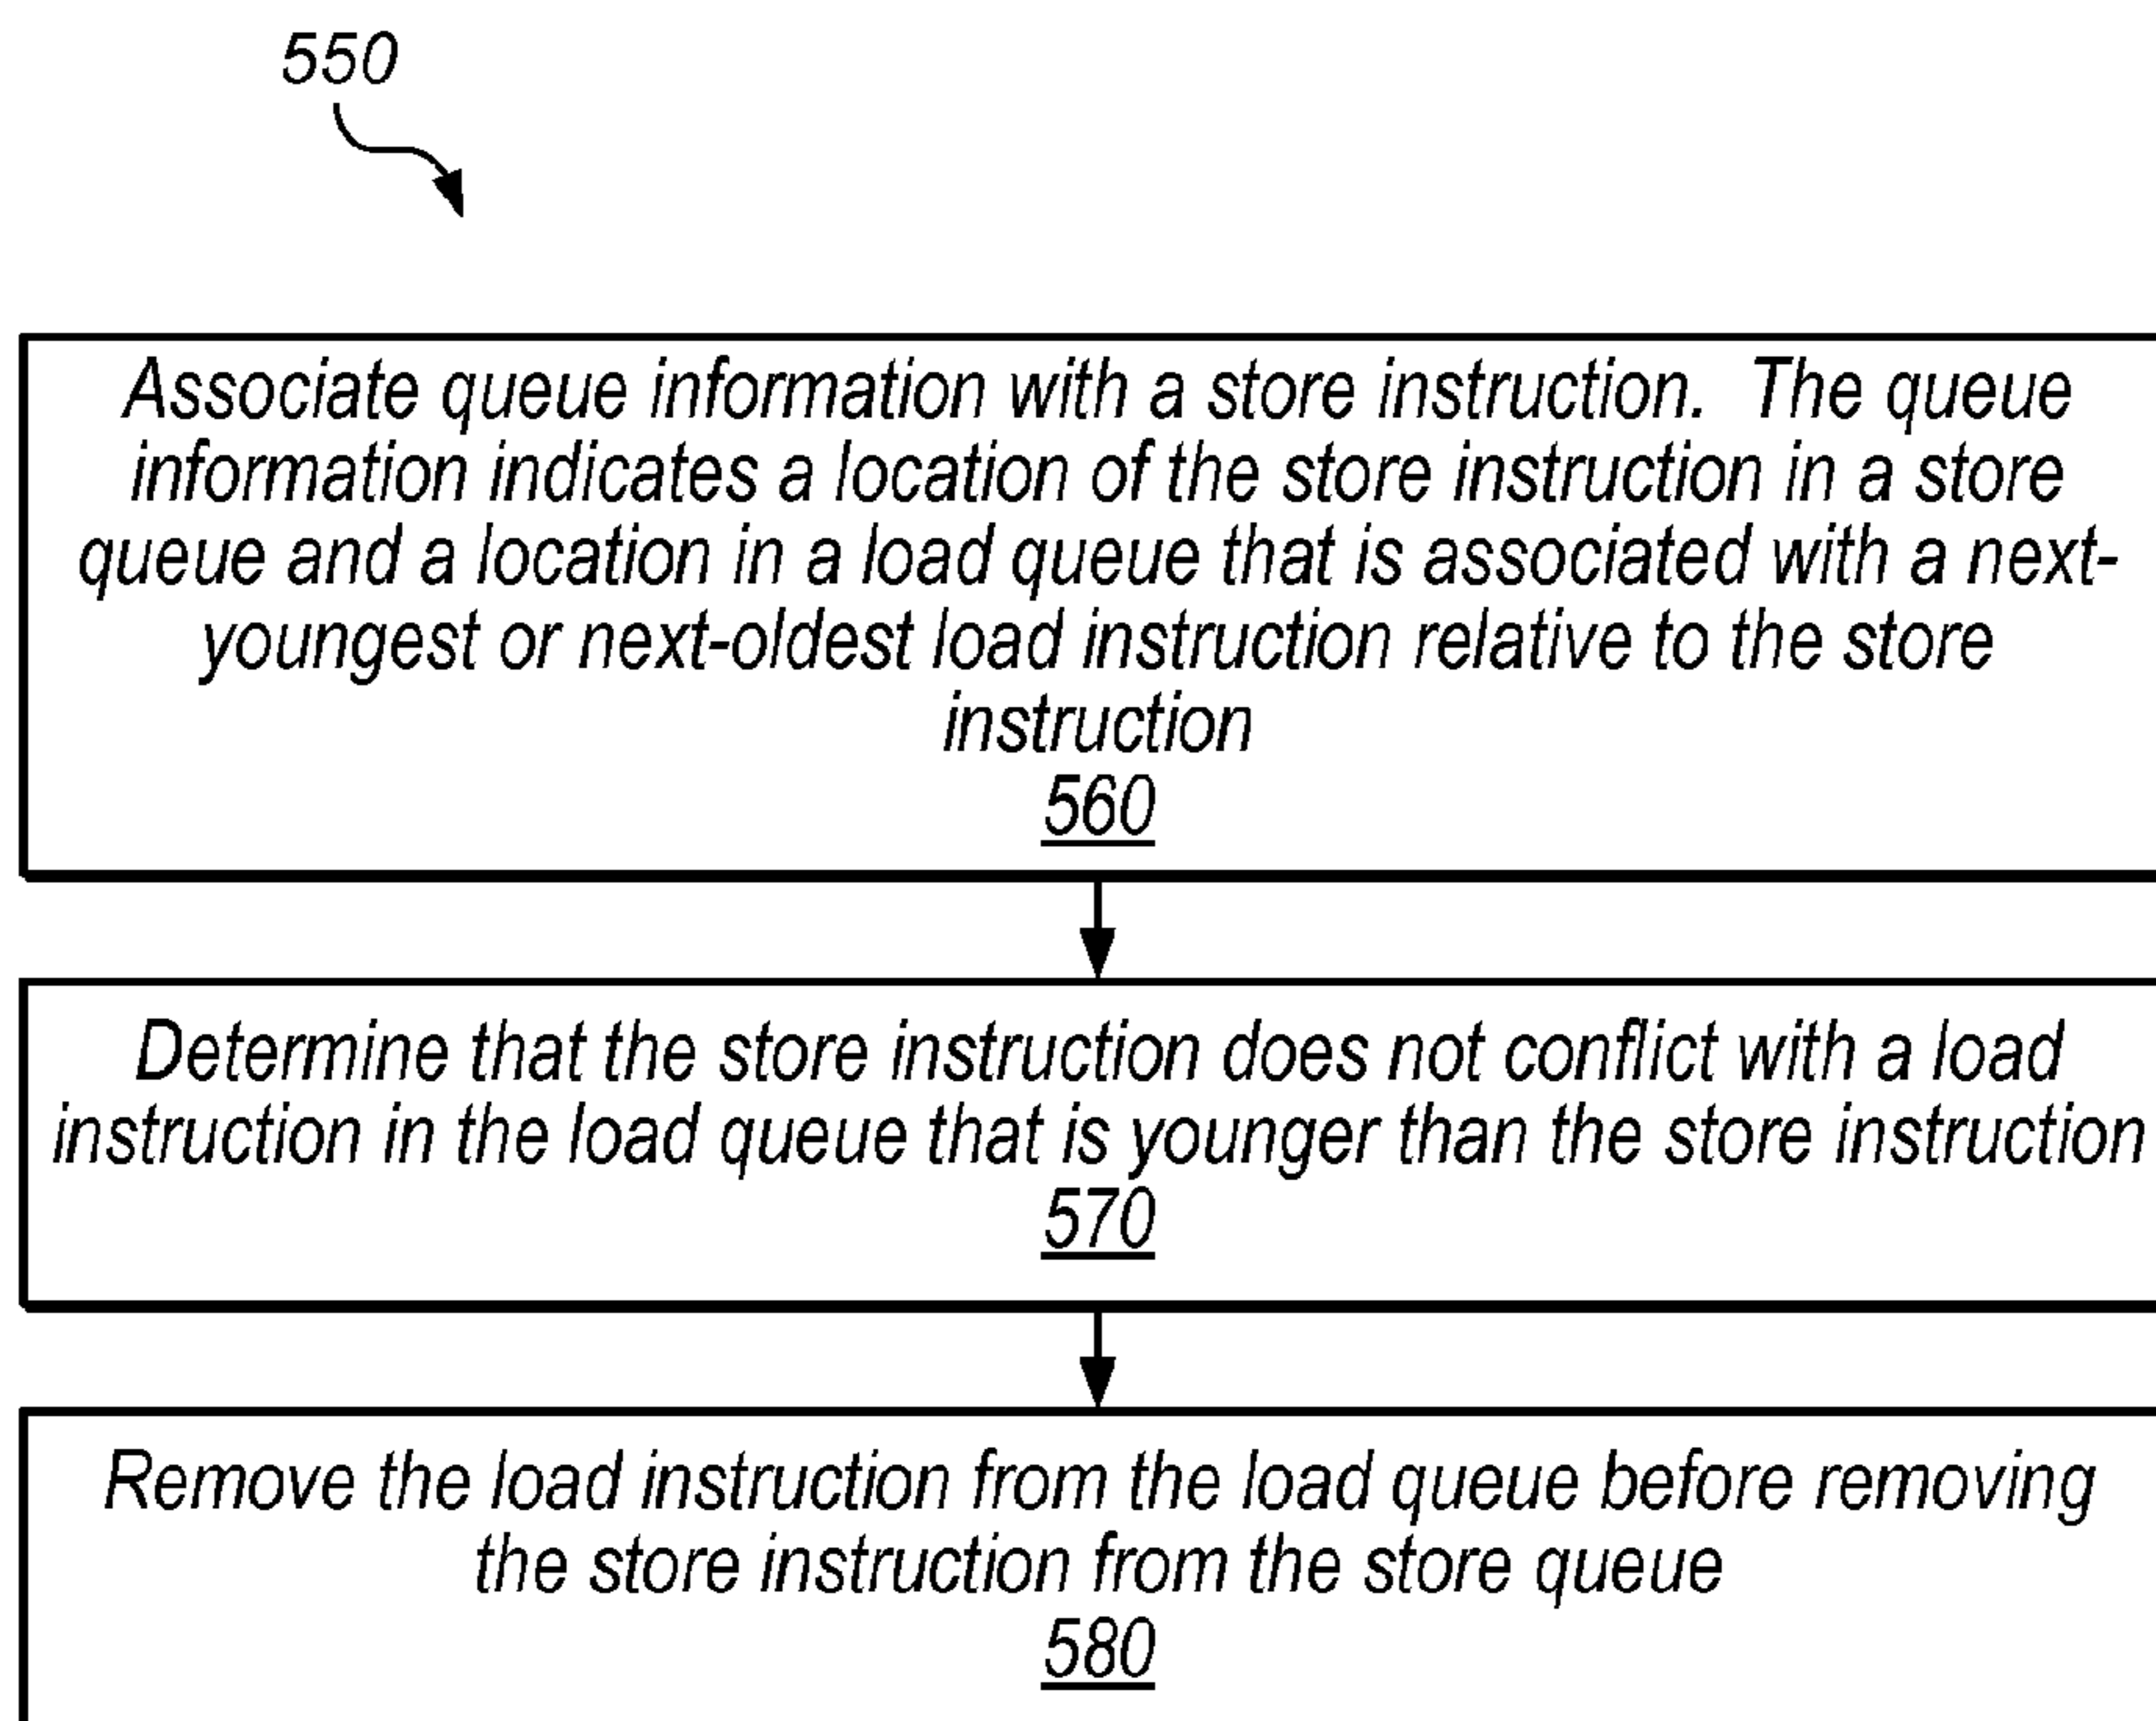 550
Associate queue information with a store instruction.  The queue
information indicates a location of the store instruction in a store
queue and a location in a load queue that is associated with a next-
youngest or next-oldest load instruction relative to the store
instruction
560
Determine that the store instruction does not conflict with a load
instruction in the load queue that is younger than the store instruction
570
Remove the load instruction from the load queue before removing
the store instruction from the store queue
580